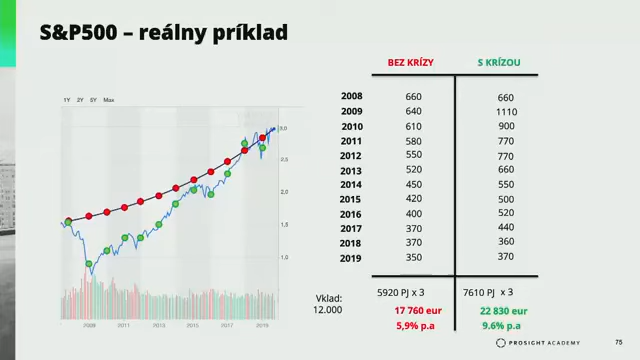 S&P500 – reálny príklad
BEZ KRÍZY S KRÍZOU
1Y 2Y 5Y Max
2008 660 660
2009 640 1110
2010 610 900
2011 580 770
2012 550 770
2013 520 660
2014 450 550
2015 420 500
2016 400 520
2017 370 440
2018 370 360
2019 350 370
3,0
2,5
2,0
1,5
1,0
2009 2011 2013 2015 2017 2019
Vklad:
12.000
5920 PJ x 3 7610 PJ x 3
17 760 eur 22 830 eur
5,9% p.a 9.6% p.a
PROSIGHT ACADEMY 75